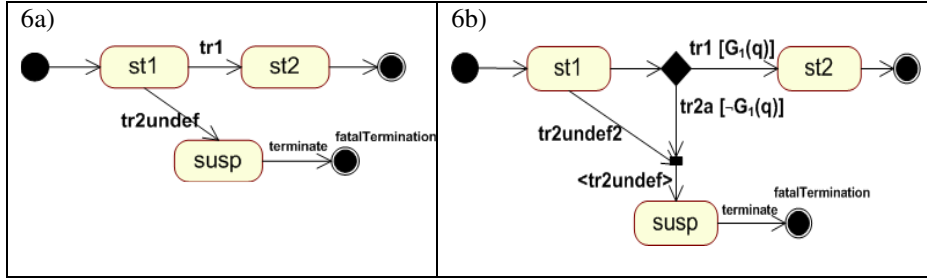 6a)
tr1
st1
st2
tr2undef
fatalTermination
susp
terminate
6b)
tr1 [G₁(q)]
st1
st2
tr2a [¬G₁(q)]
tr2undef2
<tr2undef>
fatalTermination
susp
terminate